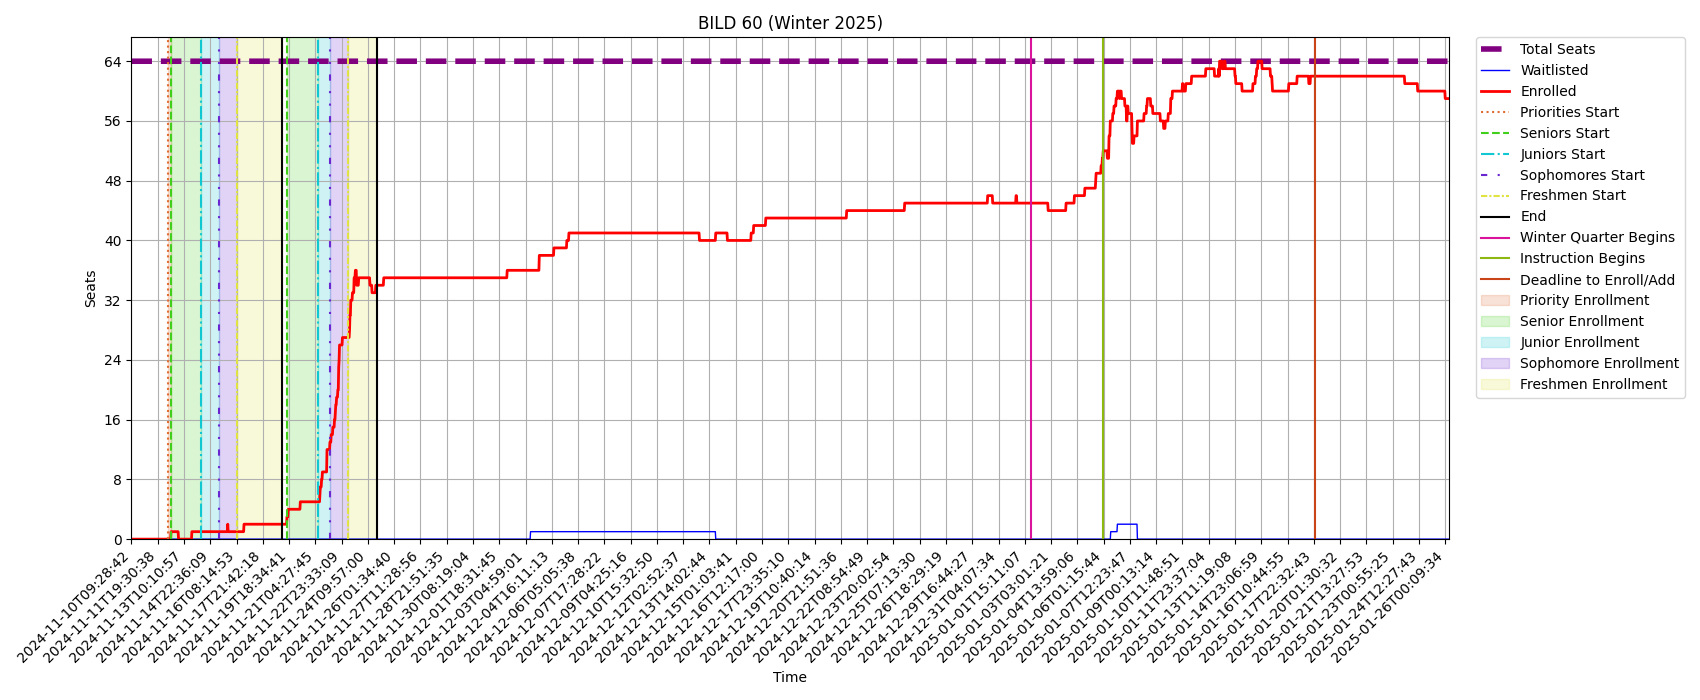 BILD 60 (Winter 2025)
Seats
64
56
48
40
32
24
16
8
0
2024-11-10T09:28:42
2024-11-11T19:30:38
2024-11-13T10:10:57
2024-11-14T22:36:09
2024-11-16T08:14:53
2024-11-17T21:42:18
2024-11-19T18:34:41
2024-11-21T04:27:45
2024-11-22T23:33:09
2024-11-24T09:57:00
2024-11-26T01:34:40
2024-11-27T11:28:56
2024-11-28T21:51:35
2024-11-30T08:19:04
2024-12-01T18:31:45
2024-12-03T04:59:01
2024-12-04T16:11:13
2024-12-06T05:05:38
2024-12-07T17:28:22
2024-12-09T04:25:16
2024-12-10T15:32:50
2024-12-12T02:52:37
2024-12-13T14:02:44
2024-12-15T01:03:41
2024-12-16T12:17:00
2024-12-17T23:35:10
2024-12-19T10:40:14
2024-12-20T21:51:36
2024-12-22T08:54:49
2024-12-23T20:02:54
2024-12-25T07:13:30
2024-12-26T18:29:19
2024-12-29T16:44:27
2024-12-31T04:07:34
2025-01-01T15:11:07
2025-01-03T03:01:21
2025-01-04T13:59:06
2025-01-06T01:15:44
2025-01-07T12:23:47
2025-01-09T00:13:14
2025-01-10T11:48:51
2025-01-11T23:37:04
2025-01-13T11:19:08
2025-01-14T23:06:59
2025-01-16T10:44:55
2025-01-17T22:32:43
2025-01-20T01:30:32
2025-01-21T13:27:53
2025-01-23T00:55:25
2025-01-24T12:27:43
2025-01-26T00:09:34
Time
Total Seats
Waitlisted
Enrolled
Priorities Start
Seniors Start
Juniors Start
Sophomores Start
Freshmen Start
End
Winter Quarter Begins
Instruction Begins
Deadline to Enroll/Add
Priority Enrollment
Senior Enrollment
Junior Enrollment
Sophomore Enrollment
Freshmen Enrollment